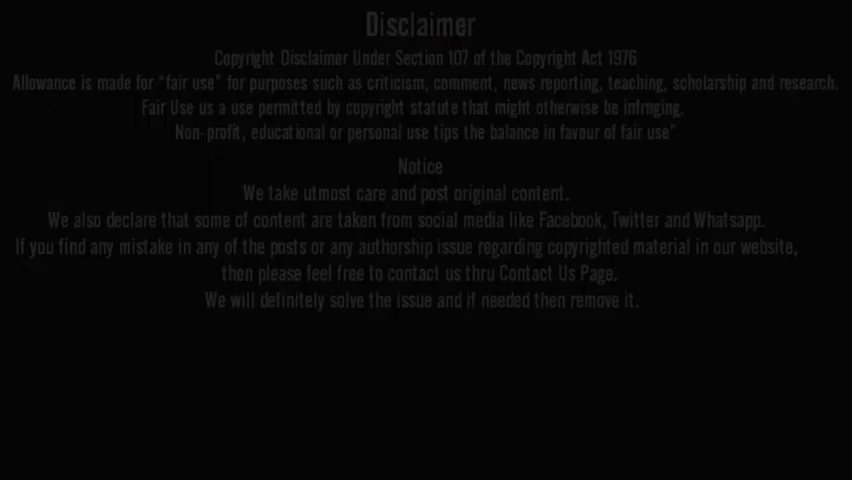 Disclaimer
Copyright Disclaimer Under Section 107 of the Copyright Act 1976
Allowance is made for "fair use" for purposes such as criticism, comment, news reporting, teaching, scholarship and research.
Fair Use us a use permitted by copyright statute that might otherwise be infrnging.
Non-profit, educational or personal use tips the balance in favour of fair use"
Notice
We take utmost care and post original content.
We also declare that some of content are taken from social media like Facebook, Twitter and Whatsapp.
If you find any mistake in any of the posts or any authorship issue regarding copyrighted material in our website,
then please feel free to contact us thru Contact Us Page.
We will definitely solve the issue and if needed then remove it.